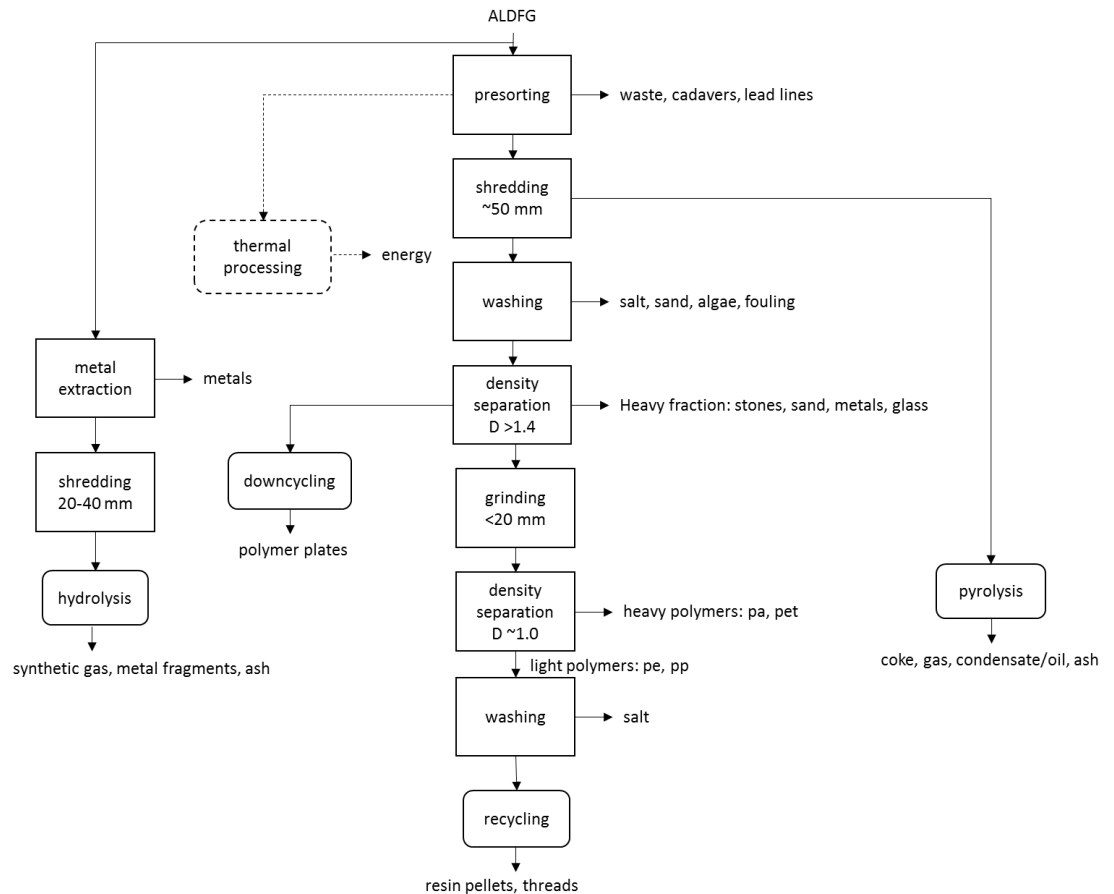 ALDFG
presorting
waste, cadavers, lead lines
shredding
~50 mm
thermal
processing
energy
washing
salt, sand, algae, fouling
metal
extraction
metals
density
separation
D >1.4
Heavy fraction: stones, sand, metals, glass
shredding
20-40 mm
downcycling
polymer plates
grinding
<20 mm
hydrolysis
synthetic gas, metal fragments, ash
density
separation
D ~1.0
heavy polymers: pa, pet
pyrolysis
coke, gas, condensate/oil, ash
light polymers: pe, pp
washing
salt
recycling
resin pellets, threads